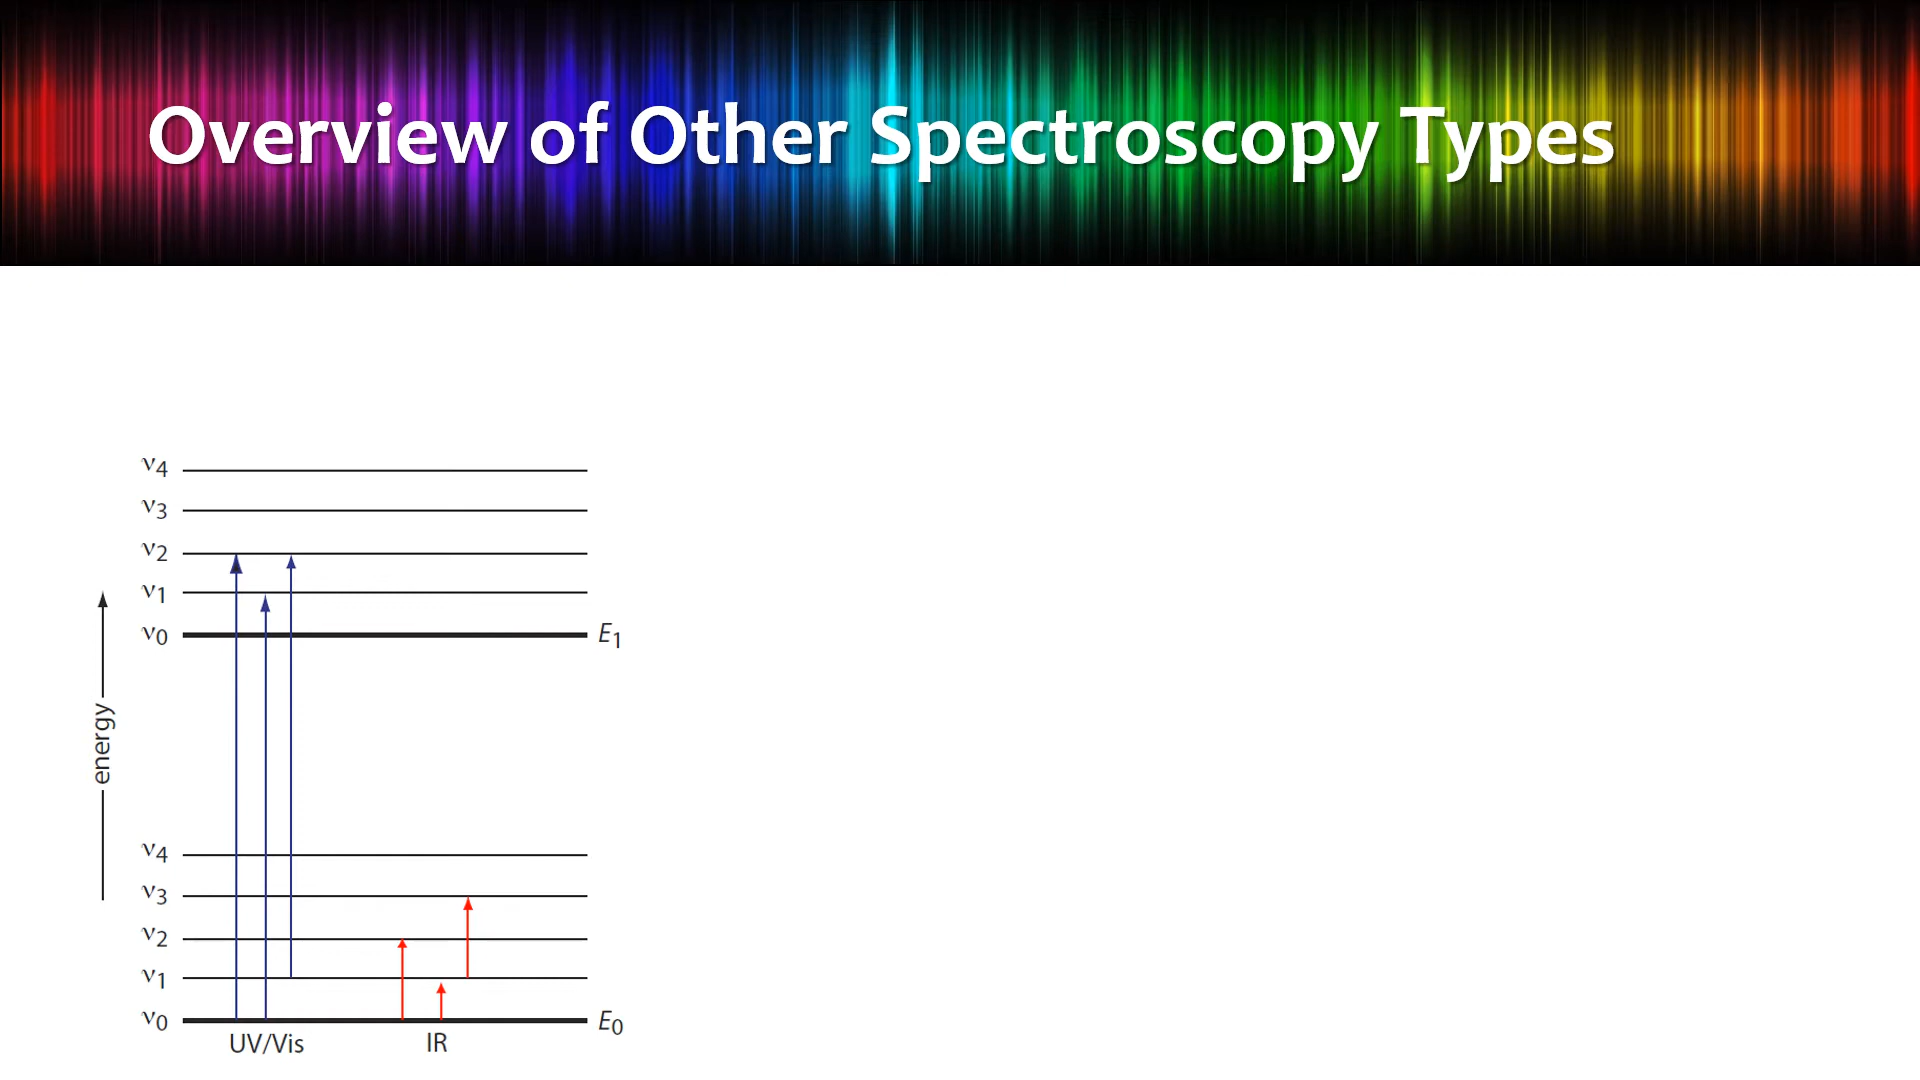 Overview of Other Spectroscopy Types
ν4
ν3
ν2
ν1
ν0
E1
energy
ν4
ν3
ν2
ν1
ν0
E0
UV/Vis
IR